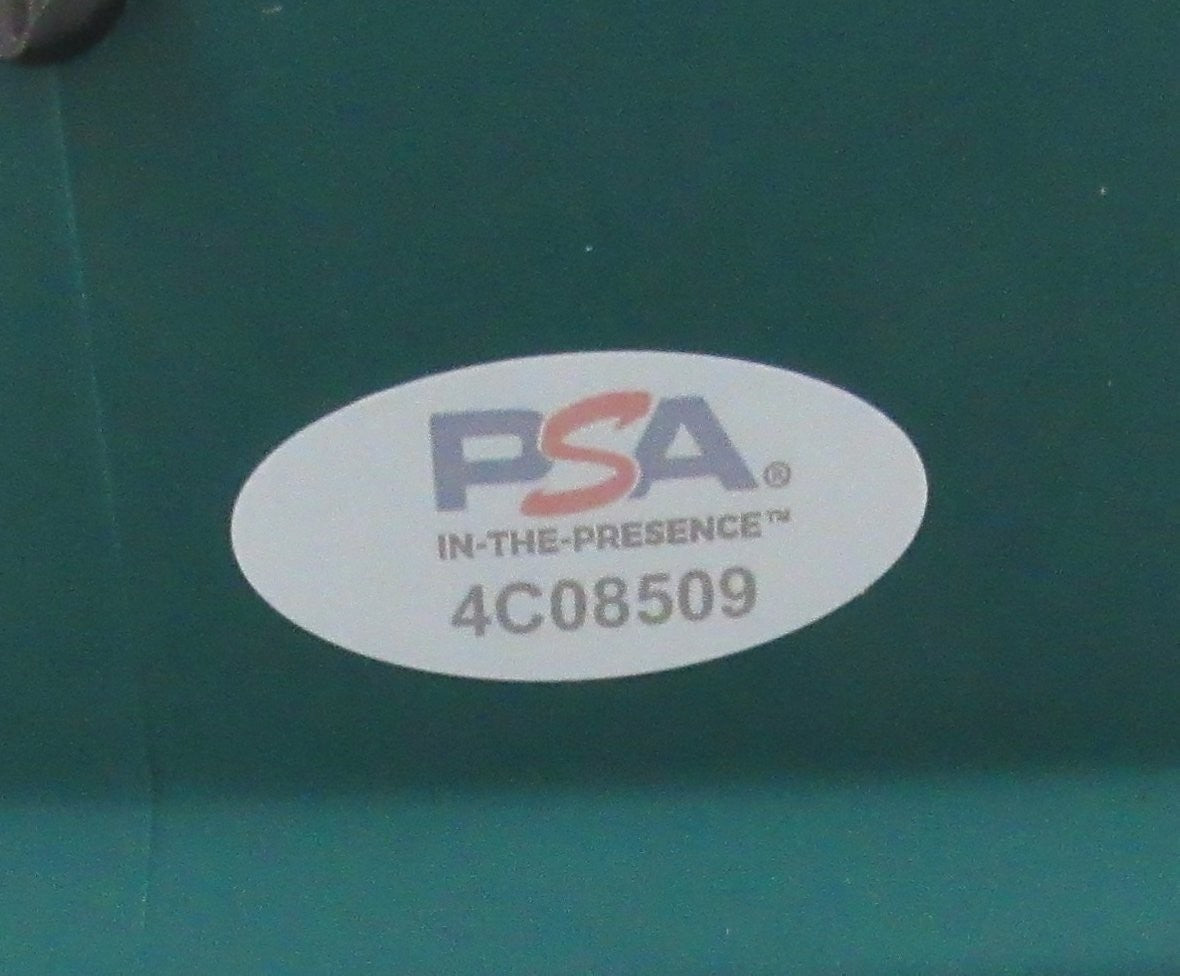 PSA®
IN-THE-PRESENCE™
4C08509